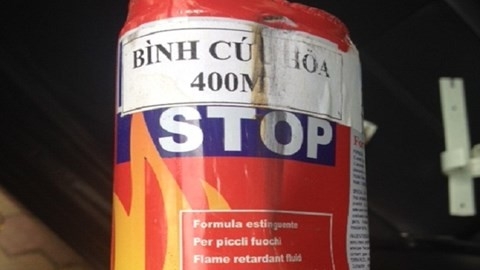 BÌNH CỨU HỎA
400M
STOP
Formula estinguente
Per piccli fuochi
Flame retardant fluid